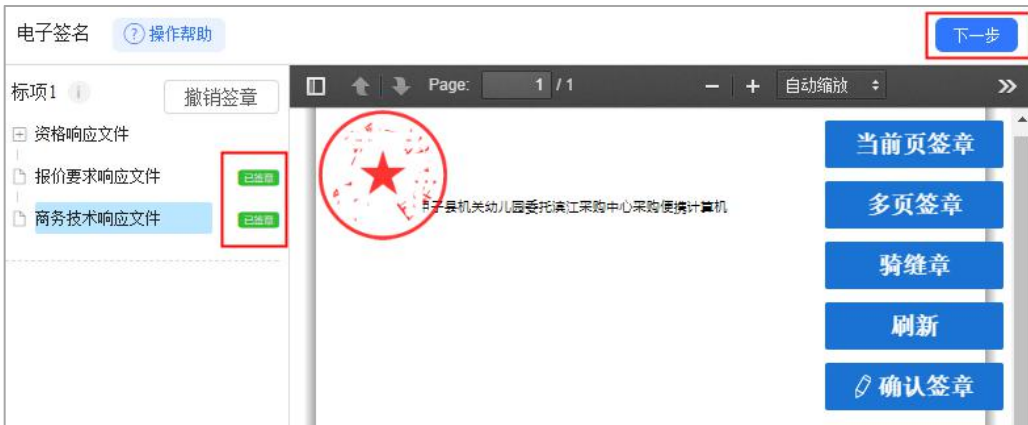 电子签名 ? 操作帮助 下一步
标项1 i 撤销签章
资格响应文件
报价要求响应文件 已签章
商务技术响应文件 已签章
Page: 1 / 1 自动缩放
子县机关幼儿园委托滨江采购中心采购便携计算机
当前页签章
多页签章
骑缝章
刷新
确认签章